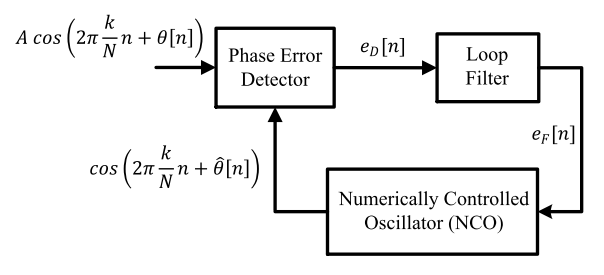 A cos(2π k/N n + θ[n])
Phase Error
Detector
e_D[n]
Loop
Filter
e_F[n]
cos(2π k/N n + θ̂[n])
Numerically Controlled
Oscillator (NCO)